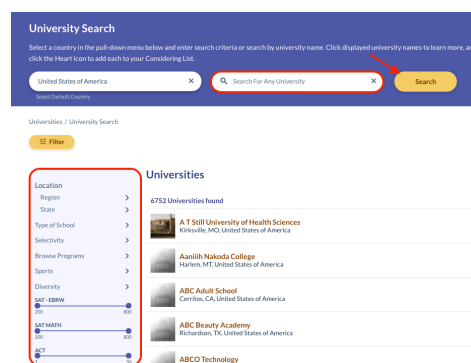 University Search
Select a country in the pull-down menu below and enter search criteria or search by university name. Click displayed university names to learn more, an
click the Heart icon to add each to your Considering List.
United States of America ×
Search For Any University ×
Search
Select Default Country
Universities / University Search
Filter
Universities
6752 Universities found
Location
Region
State
Type of School
Selectivity
Browse Programs
Sports
Diversity
SAT - EBRW
200 800
SAT MATH
200 800
ACT
1 36
A T Still University of Health Sciences
Kirksville, MO, United States of America
Aaniiih Nakoda College
Harlem, MT, United States of America
ABC Adult School
Cerritos, CA, United States of America
ABC Beauty Academy
Richardson, TX, United States of America
ABCO Technology